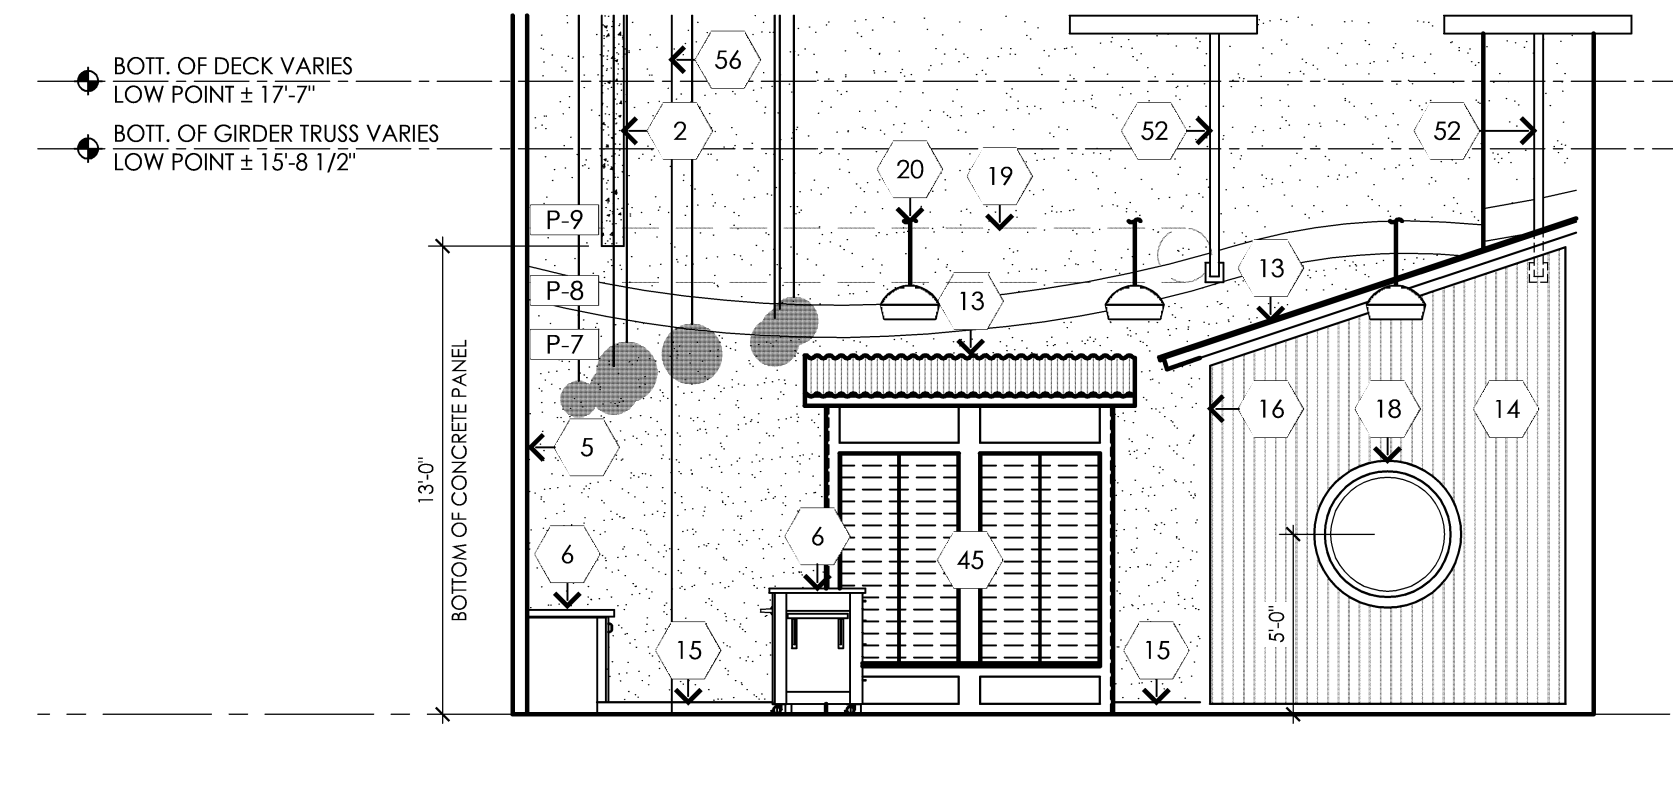 BOTT. OF DECK VARIES
LOW POINT ± 17'-7"
BOTT. OF GIRDER TRUSS VARIES
LOW POINT ± 15'-8 1/2"
56
2
52
52
20
19
P-9
P-8
P-7
13
13
5
16
18
14
13'-0"
BOTTOM OF CONCRETE PANEL
6
6
45
15
15
5'-0"